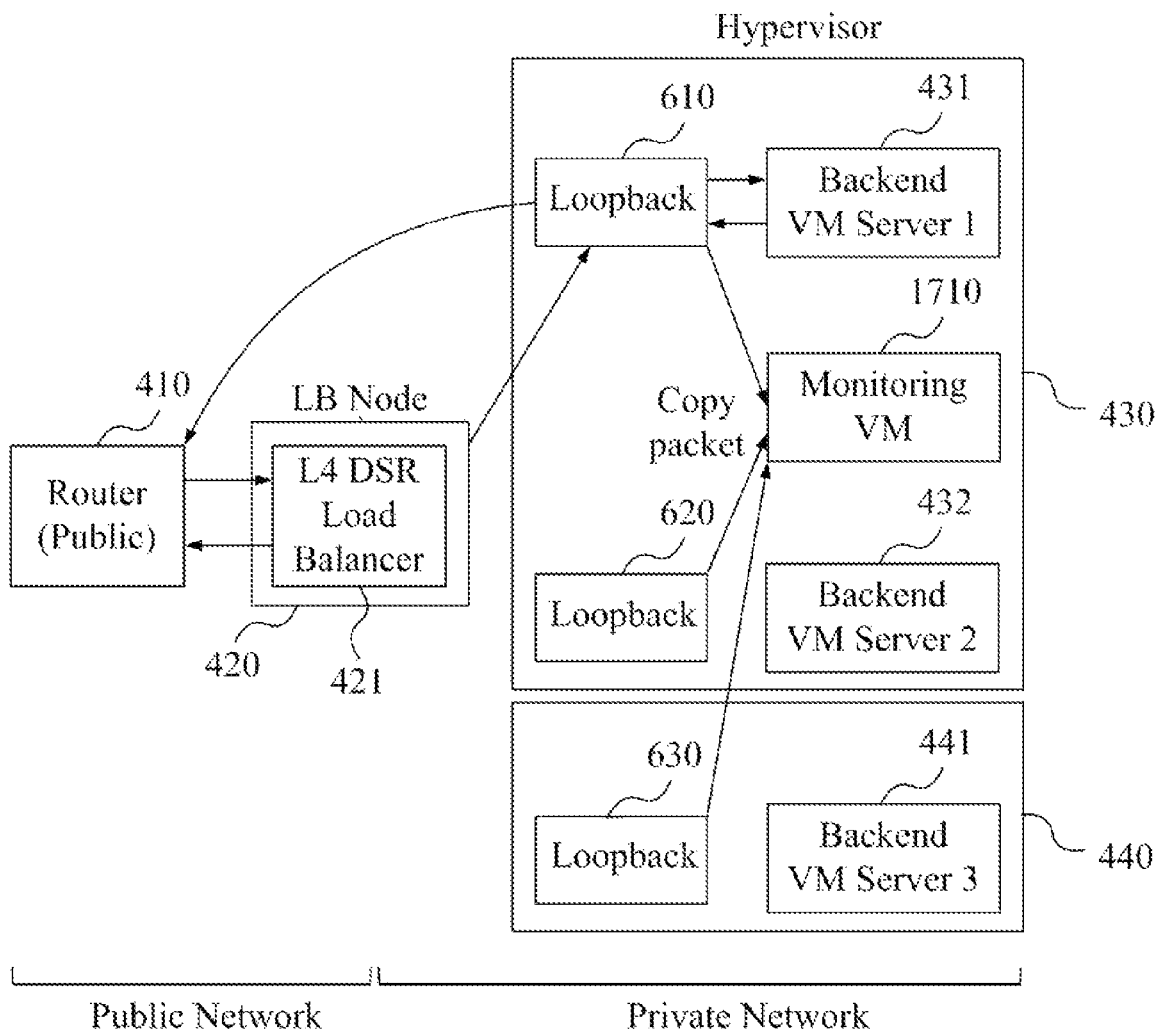 Hypervisor
610
431
Loopback
Backend
VM Server 1
1710
410
LB Node
Copy
packet
Monitoring
VM
430
Router
(Public)
L4 DSR
Load
Balancer
620
432
Loopback
Backend
VM Server 2
420
421
630
441
Loopback
Backend
VM Server 3
440
Public Network
Private Network